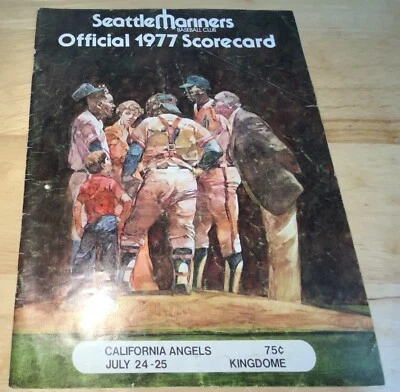 Seattle Mariners
BASEBALL CLUB
Official 1977 Scorecard
CALIFORNIA ANGELS 75¢
JULY 24-25 KINGDOME